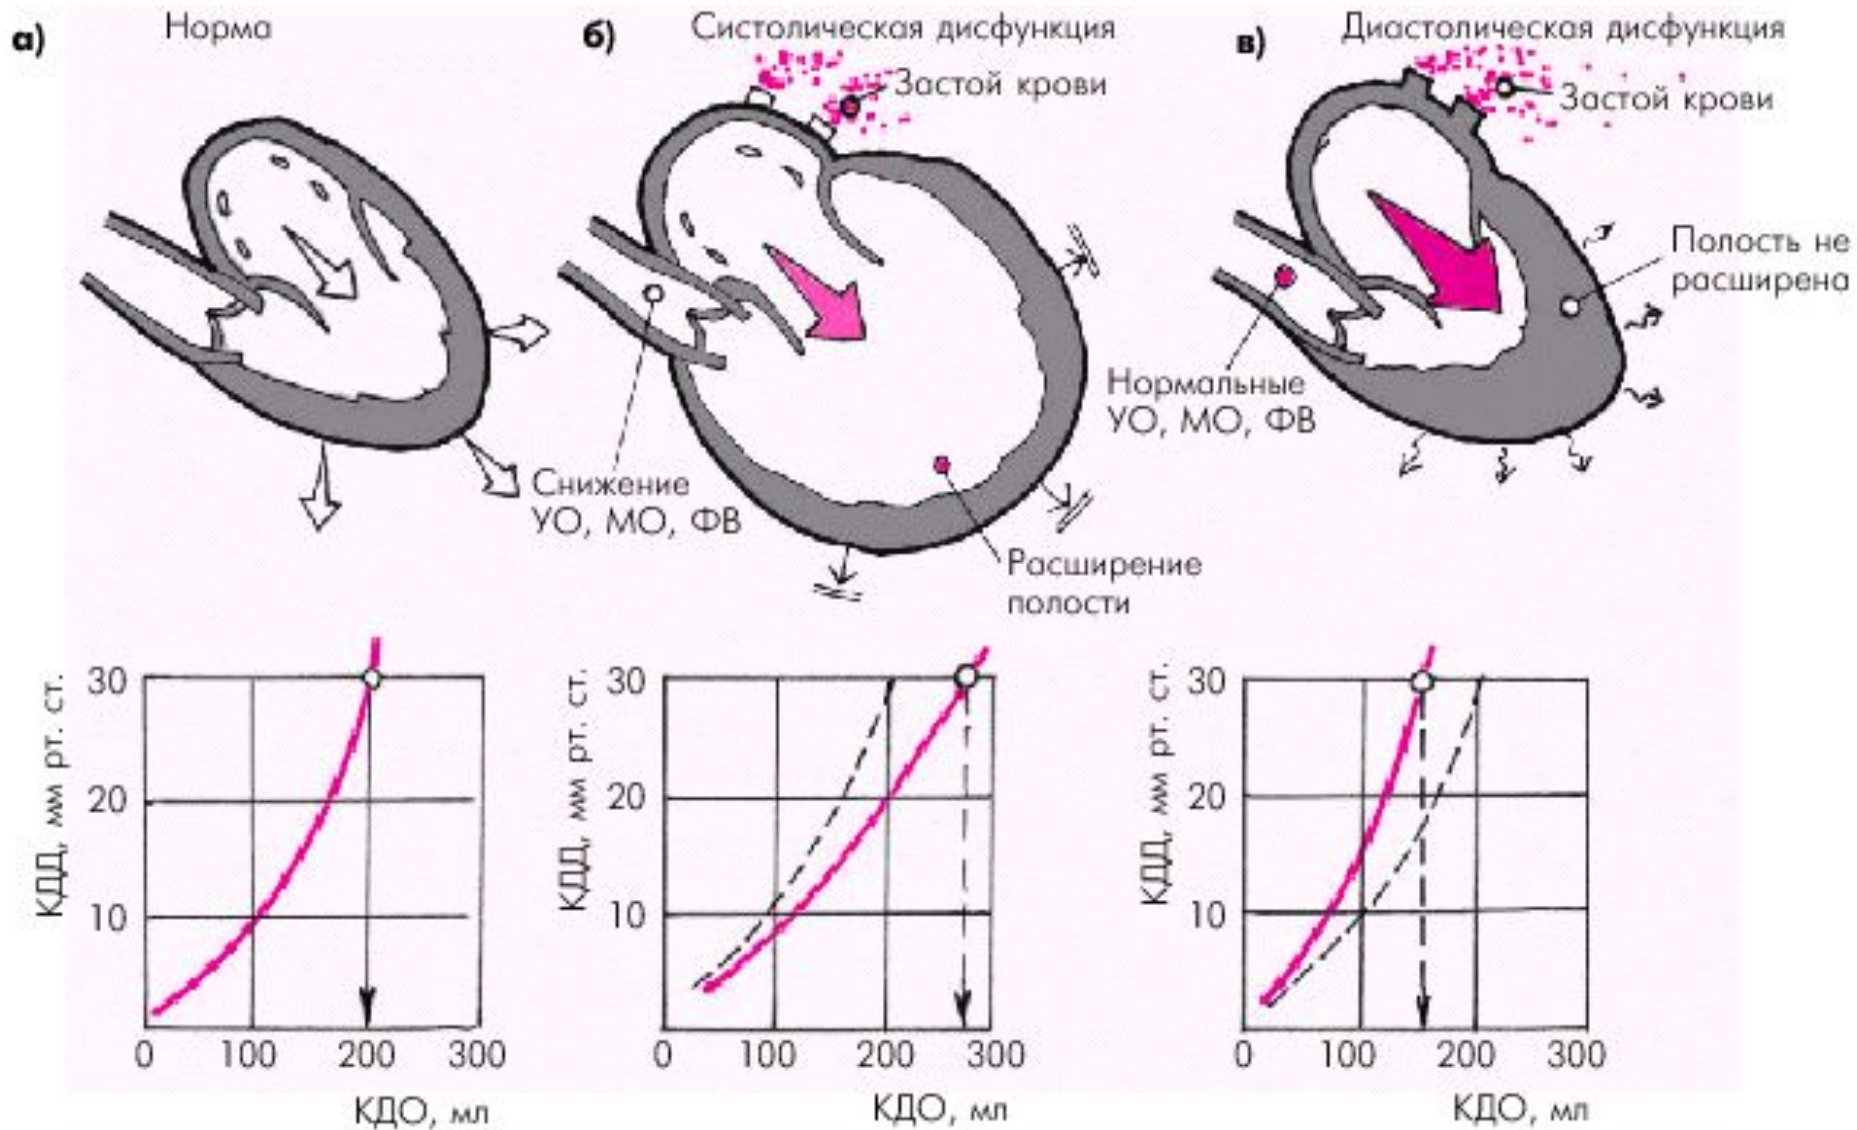 а)
Норма
б)
Систолическая дисфункция
Застой крови
Снижение
УО, МО, ФВ
Расширение
полости
в)
Диастолическая дисфункция
Застой крови
Полость не
расширена
Нормальные
УО, МО, ФВ
КДД, мм рт. ст.
30
20
10
0 100 200 300
КДО, мл
КДД, мм рт. ст.
30
20
10
0 100 200 300
КДО, мл
КДД, мм рт. ст.
30
20
10
0 100 200 300
КДО, мл